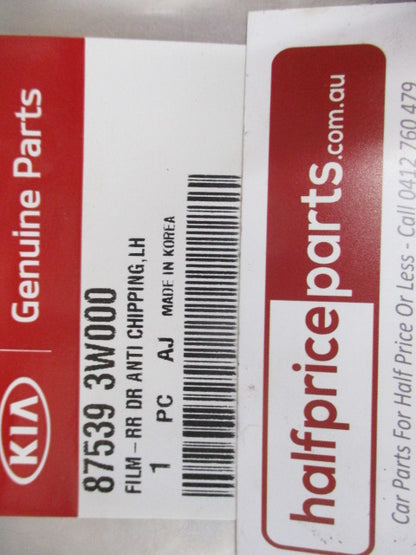 KIA Genuine Parts
87539 3W000
FILM-RR DR ANTI CHIPPING,LH
1 PC AJ MADE IN KOREA
halfpriceparts.com.au
Car Parts For Half Price Or Less - Call 0412 760 479